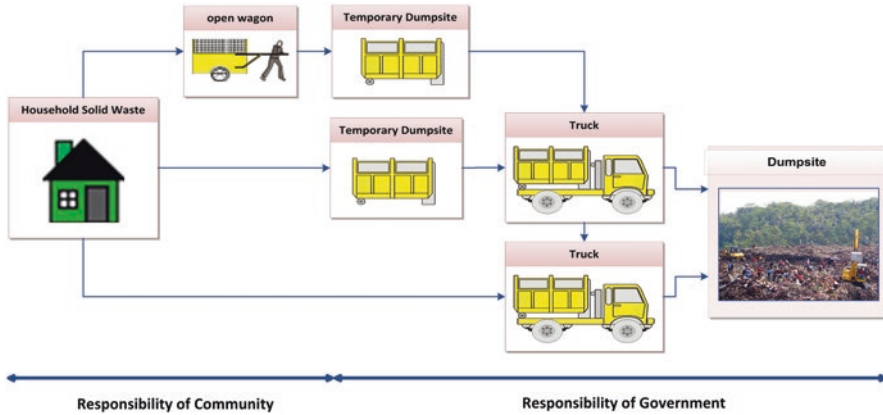 open wagon
Temporary Dumpsite
Household Solid Waste
Temporary Dumpsite
Truck
Dumpsite
Truck
Responsibility of Community
Responsibility of Government